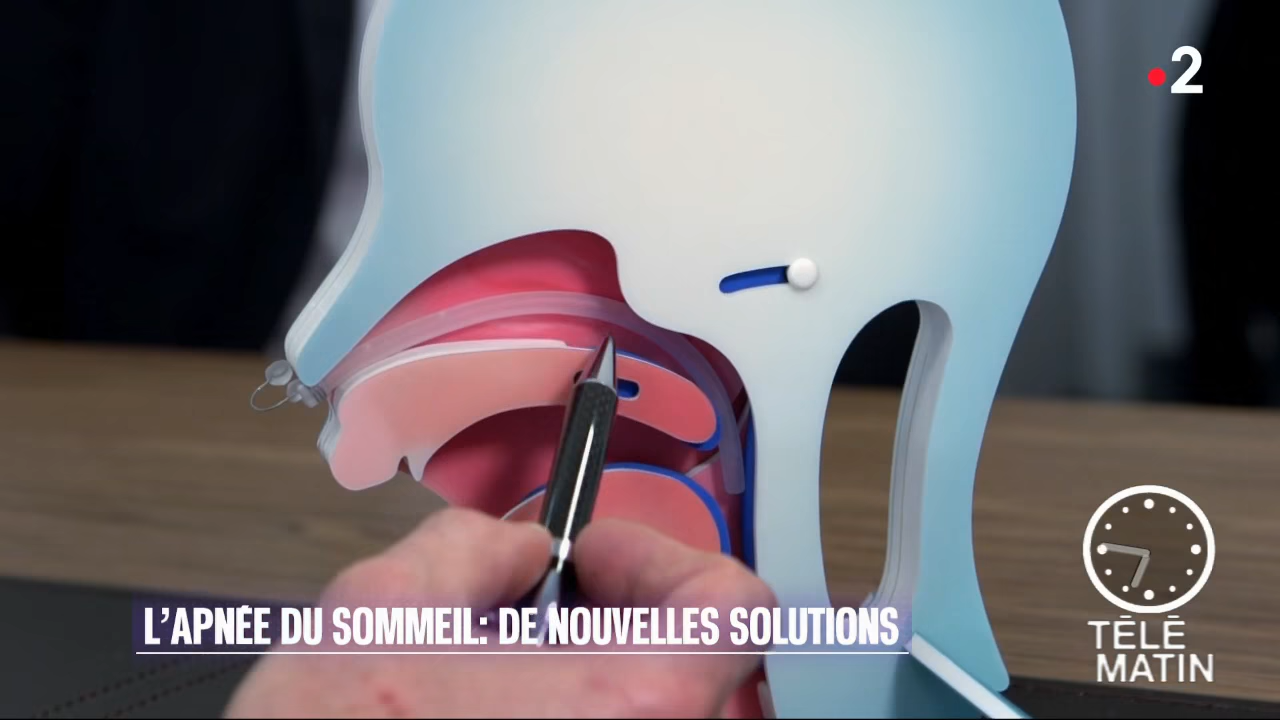 2
L'APNÉE DU SOMMEIL: DE NOUVELLES SOLUTIONS
TÉLÉ
MATIN